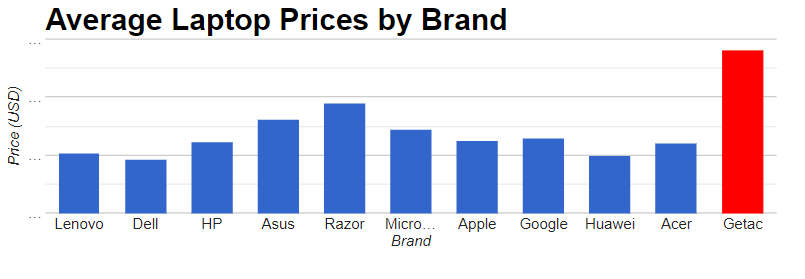 Average Laptop Prices by Brand
...
...
...
...
Price (USD)
Lenovo Dell HP Asus Razor Micro... Apple Google Huawei Acer Getac
Brand